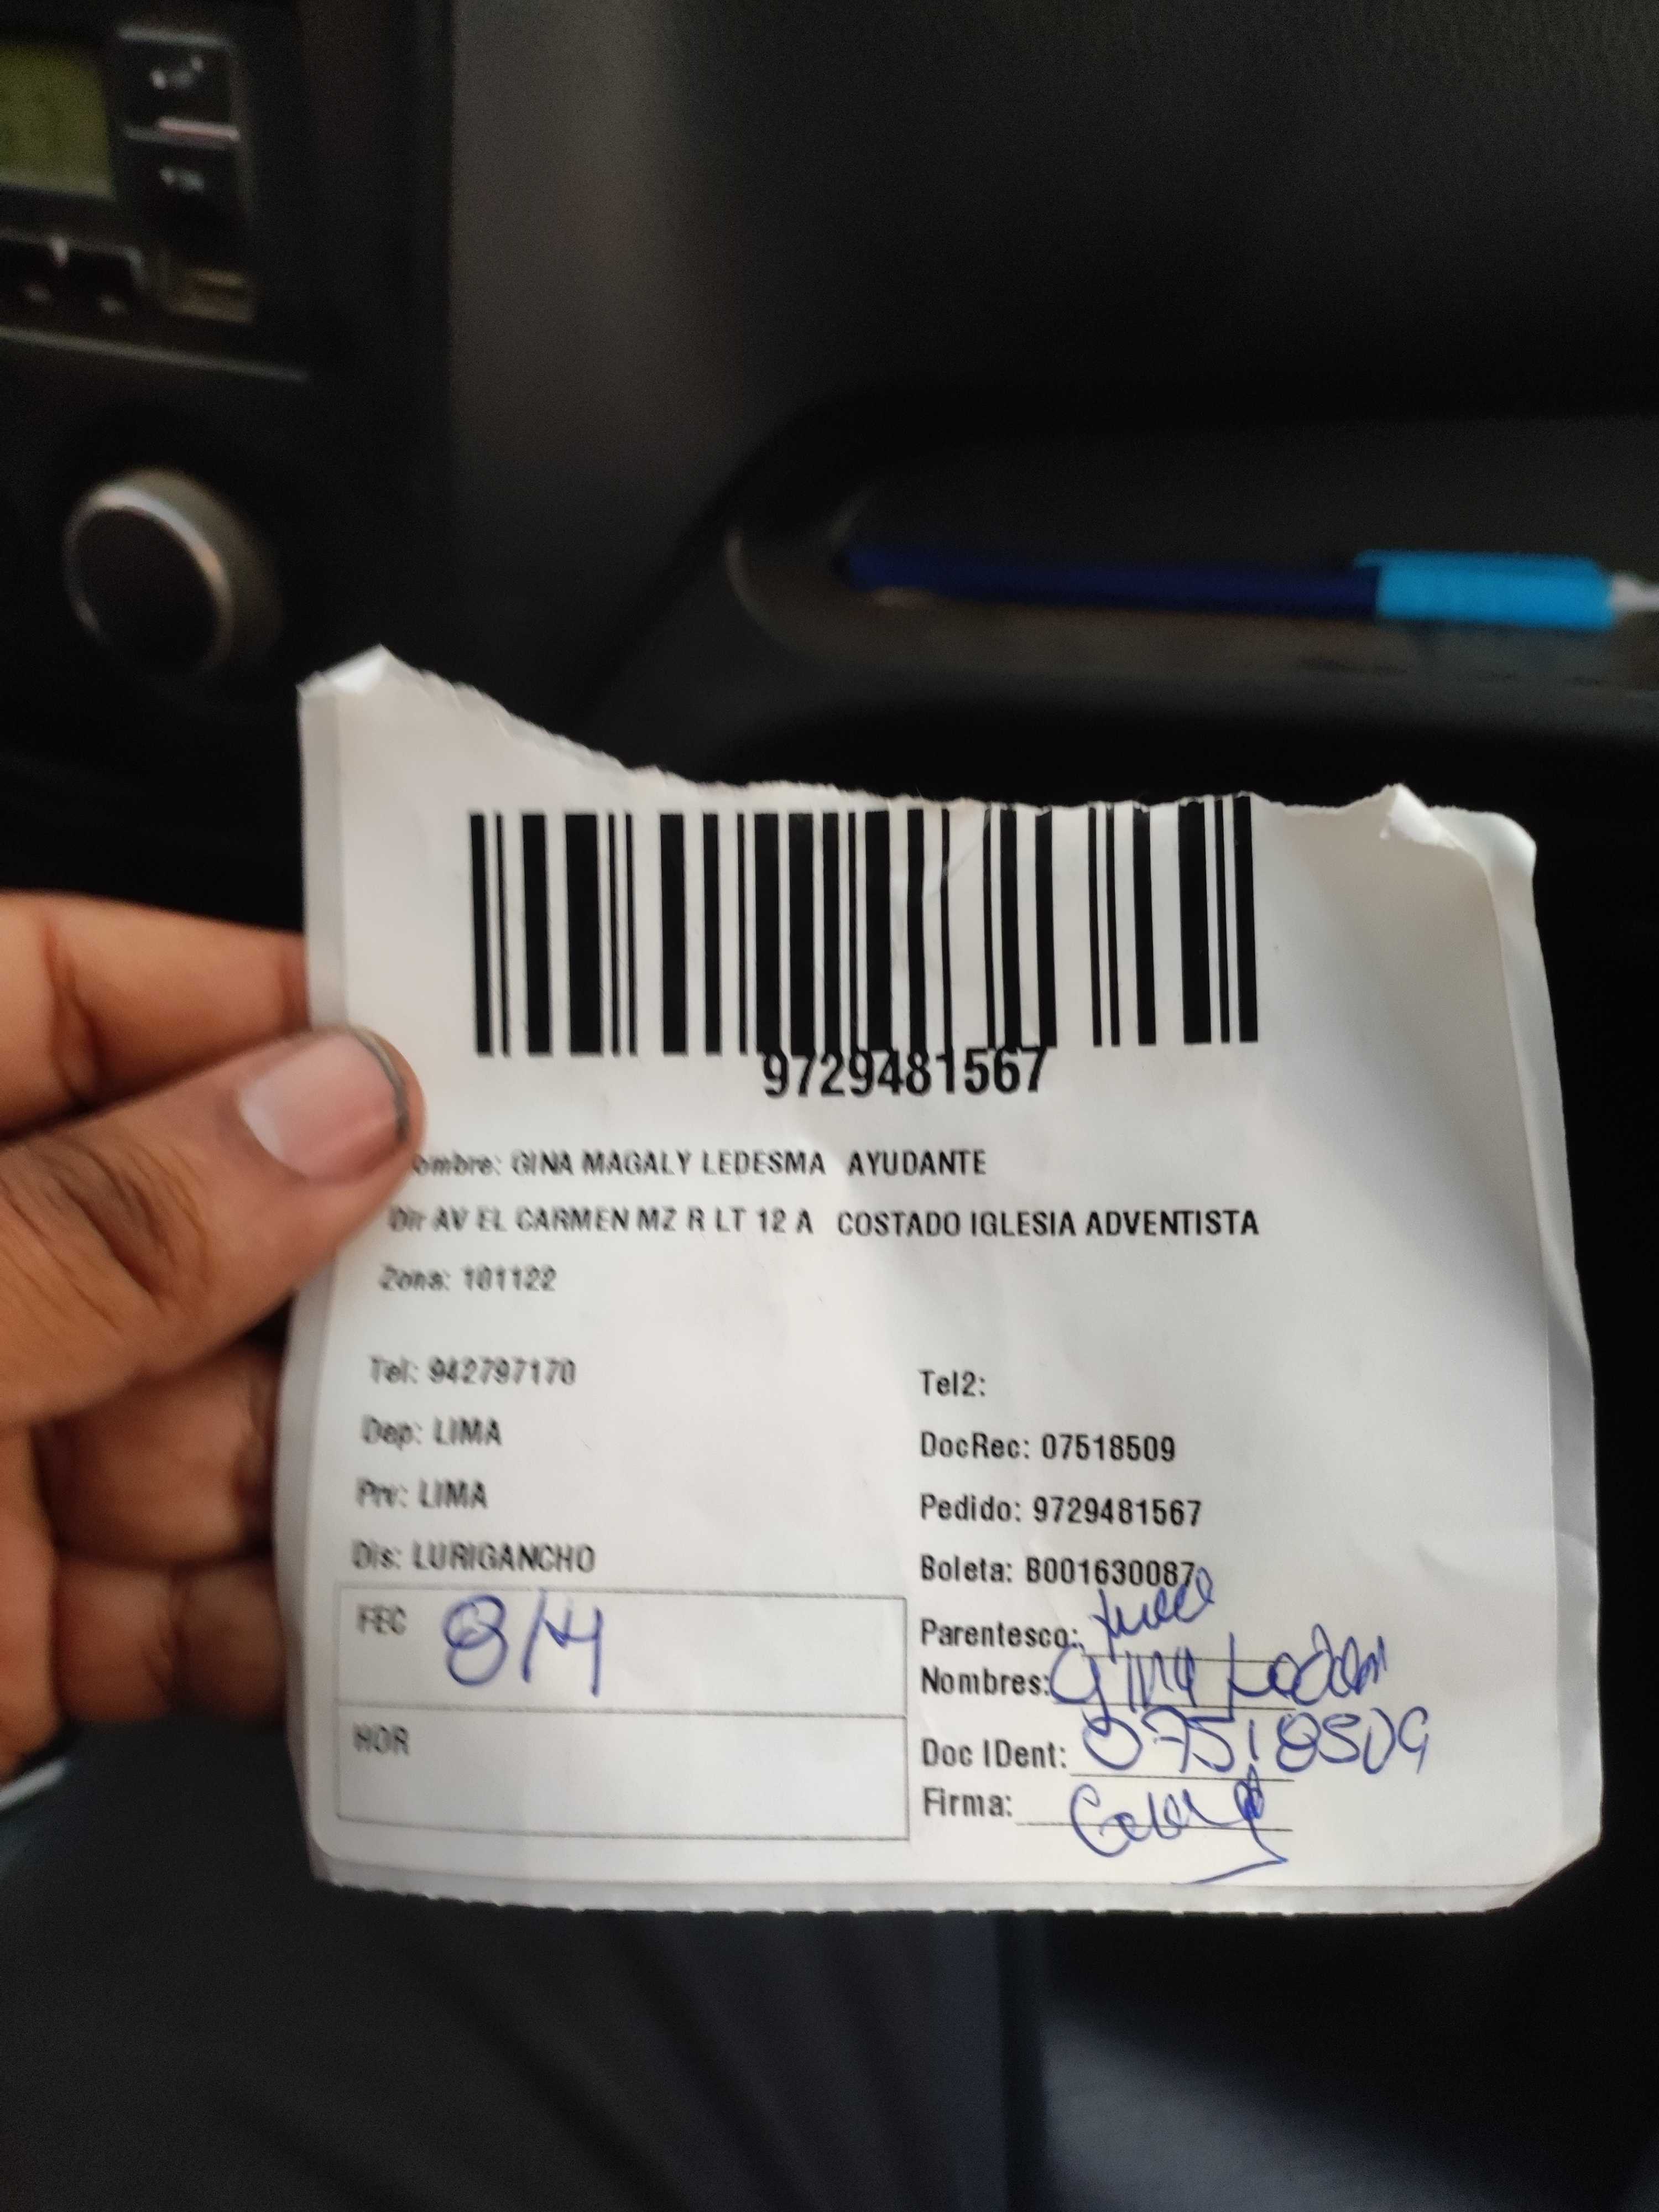 9729481567
ombre: GINA MAGALY LEDESMA AYUDANTE
Dir AV EL CARMEN MZ R LT 12 A COSTADO IGLESIA ADVENTISTA
Zona: 101122
Tel: 942797170
Tel2:
Dep: LIMA
DocRec: 07518509
Prv: LIMA
Pedido: 9729481567
Dis: LURIGANCHO
Boleta: B001630087
FEC 8/4
Parentesco:
Nombres: Gina
HOR
Doc IDent: 07518509
Firma: